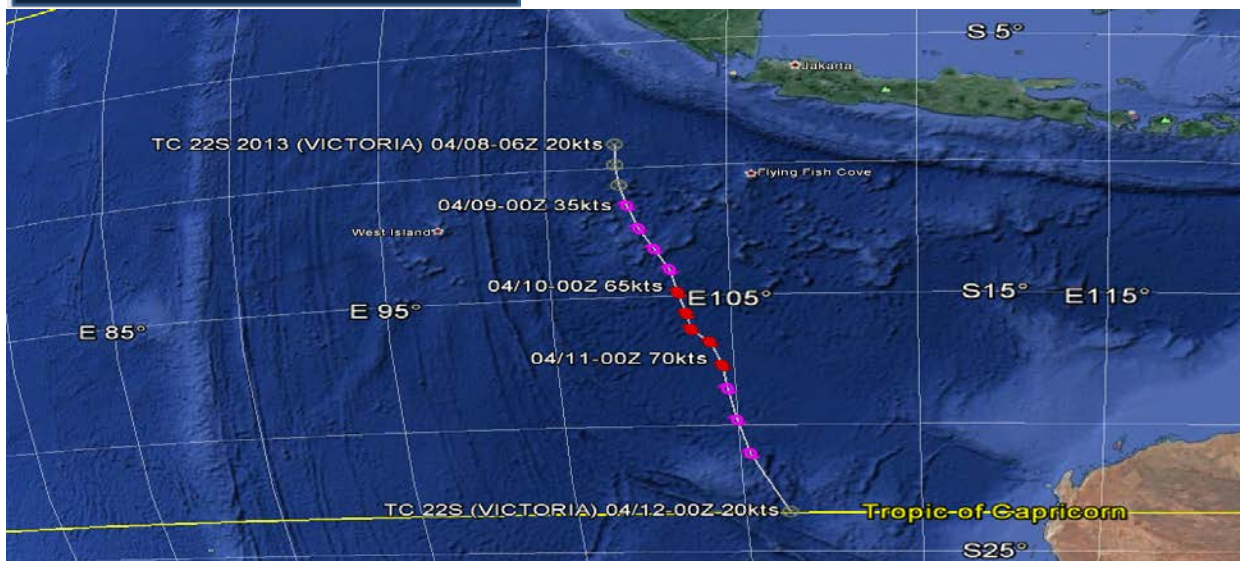 S 5°
Jakarta
TC 22S 2013 (VICTORIA) 04/08-06Z 20kts
Flying Fish Cove
04/09-00Z 35kts
West Island
04/10-00Z 65kts
E105°
S15°
E115°
E 95°
E 85°
04/11-00Z 70kts
TC 22S (VICTORIA) 04/12-00Z 20kts
Tropic of Capricorn
S25°